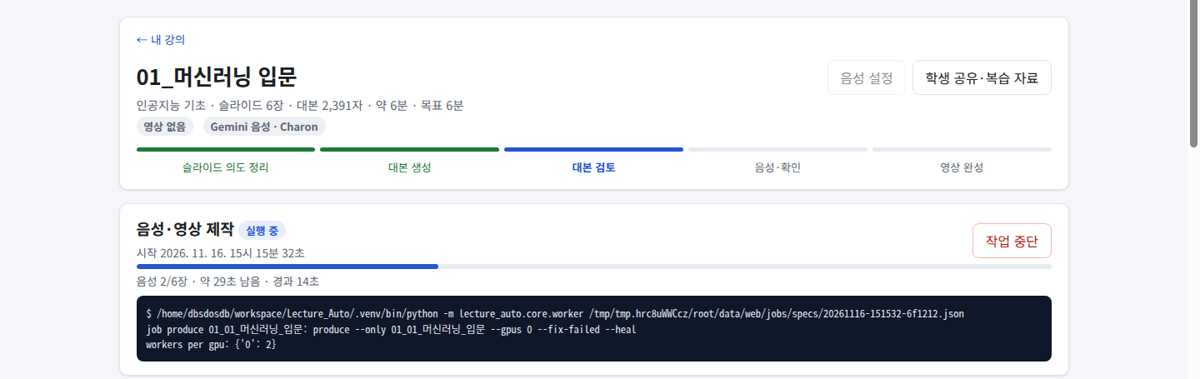 ← 내 강의
01_머신러닝 입문
음성 설정
학생 공유·복습 자료
인공지능 기초 · 슬라이드 6장 · 대본 2,391자 · 약 6분 · 목표 6분
영상 없음
Gemini 음성 · Charon
슬라이드 의도 정리
대본 생성
대본 검토
음성·확인
영상 완성
음성·영상 제작
실행 중
작업 중단
시작 2026. 11. 16. 15시 15분 32초
음성 2/6장 · 약 29초 남음 · 경과 14초
$ /home/dbsdosdb/workspace/Lecture_Auto/.venv/bin/python -m lecture_auto.core.worker /tmp/tmp.hrc8uWWCcz/root/data/web/jobs/specs/20261116-151532-6f1212.json
job produce 01_01_머신러닝_입문: produce --only 01_01_머신러닝_입문 --gpus 0 --fix-failed --heal
workers per gpu: {'0': 2}